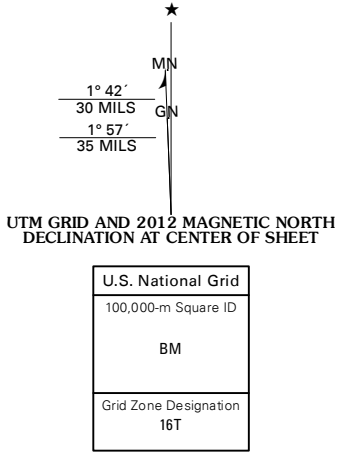 ★
MN
1° 42´
30 MILS
GN
1° 57´
35 MILS
UTM GRID AND 2012 MAGNETIC NORTH
DECLINATION AT CENTER OF SHEET
U.S. National Grid
100,000-m Square ID
BM
Grid Zone Designation
16T